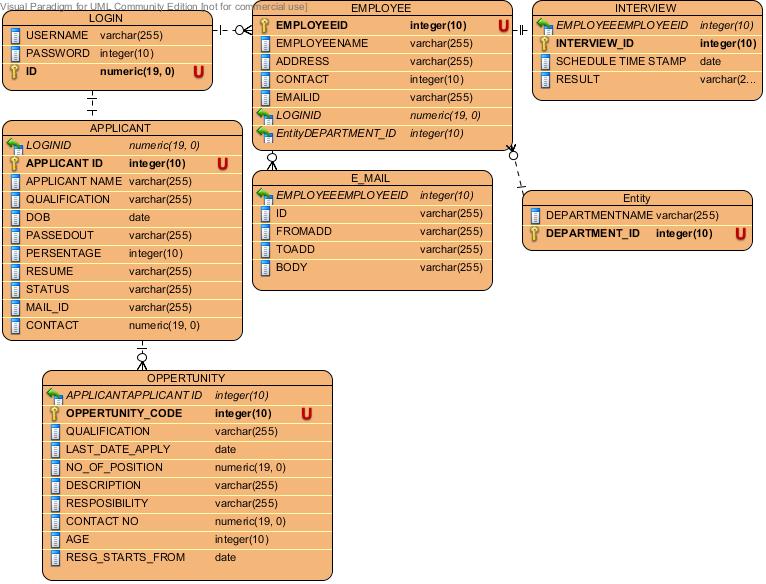 Visual Paradigm for UML Community Edition [not for commercial use]
LOGIN
USERNAME varchar(255)
PASSWORD integer(10)
ID numeric(19, 0) U
EMPLOYEE
EMPLOYEEID integer(10) U
EMPLOYEENAME varchar(255)
ADDRESS varchar(255)
CONTACT integer(10)
EMAILID varchar(255)
LOGINID numeric(19, 0)
EntityDEPARTMENT_ID integer(10)
INTERVIEW
EMPLOYEEEMPLOYEEID integer(10)
INTERVIEW_ID integer(10)
SCHEDULE TIME STAMP date
RESULT varchar(2...
APPLICANT
LOGINID numeric(19, 0)
APPLICANT ID integer(10) U
APPLICANT NAME varchar(255)
QUALIFICATION varchar(255)
DOB date
PASSEDOUT varchar(255)
PERSENTAGE integer(10)
RESUME varchar(255)
STATUS varchar(255)
MAIL_ID varchar(255)
CONTACT numeric(19, 0)
E_MAIL
EMPLOYEEEMPLOYEEID integer(10)
ID varchar(255)
FROMADD varchar(255)
TOADD varchar(255)
BODY varchar(255)
Entity
DEPARTMENTNAME varchar(255)
DEPARTMENT_ID integer(10) U
OPPERTUNITY
APPLICANTAPPLICANT ID integer(10)
OPPERTUNITY_CODE integer(10) U
QUALIFICATION varchar(255)
LAST_DATE_APPLY date
NO_OF_POSITION numeric(19, 0)
DESCRIPTION varchar(255)
RESPOSIBILITY varchar(255)
CONTACT NO numeric(19, 0)
AGE integer(10)
RESG_STARTS_FROM date